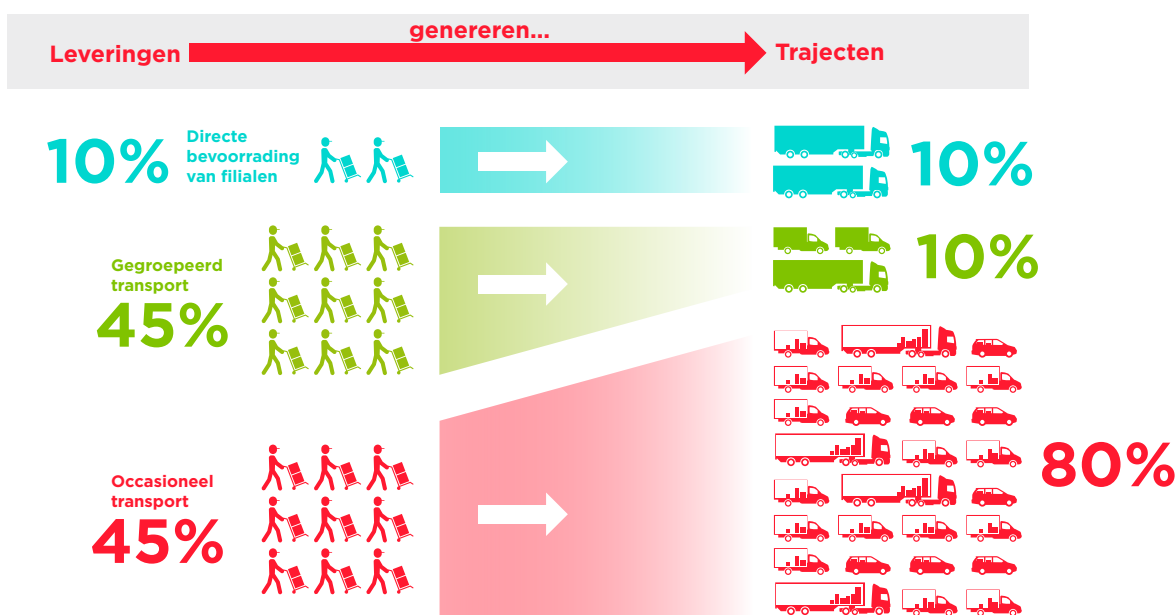 genereren...
Leveringen
Trajecten
10%
Directe
bevoorrading
van filialen
10%
Gegroepeerd
transport
45%
10%
Occasioneel
transport
45%
80%